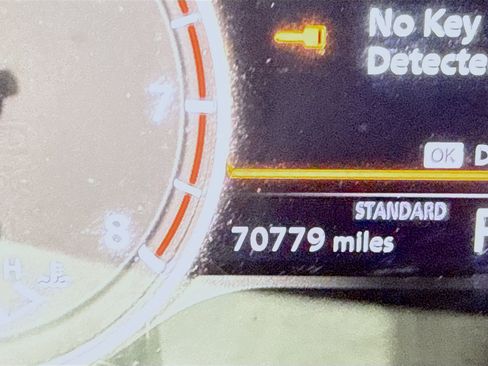 No Key
Detecte
7
OK D
STANDARD
8
70779 miles
H